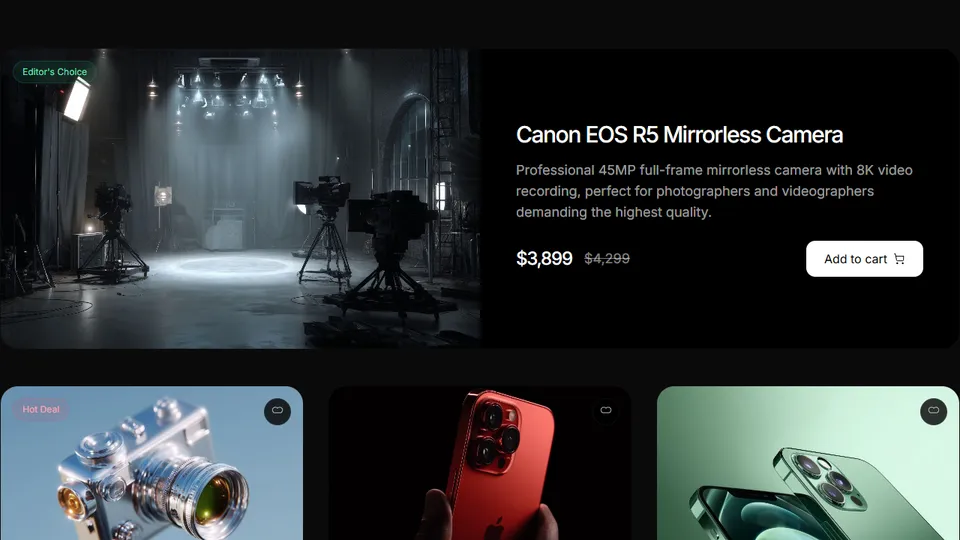 Editor's Choice
Canon EOS R5 Mirrorless Camera
Professional 45MP full-frame mirrorless camera with 8K video
recording, perfect for photographers and videographers
demanding the highest quality.
$3,899 $4,299
Add to cart
Hot Deal